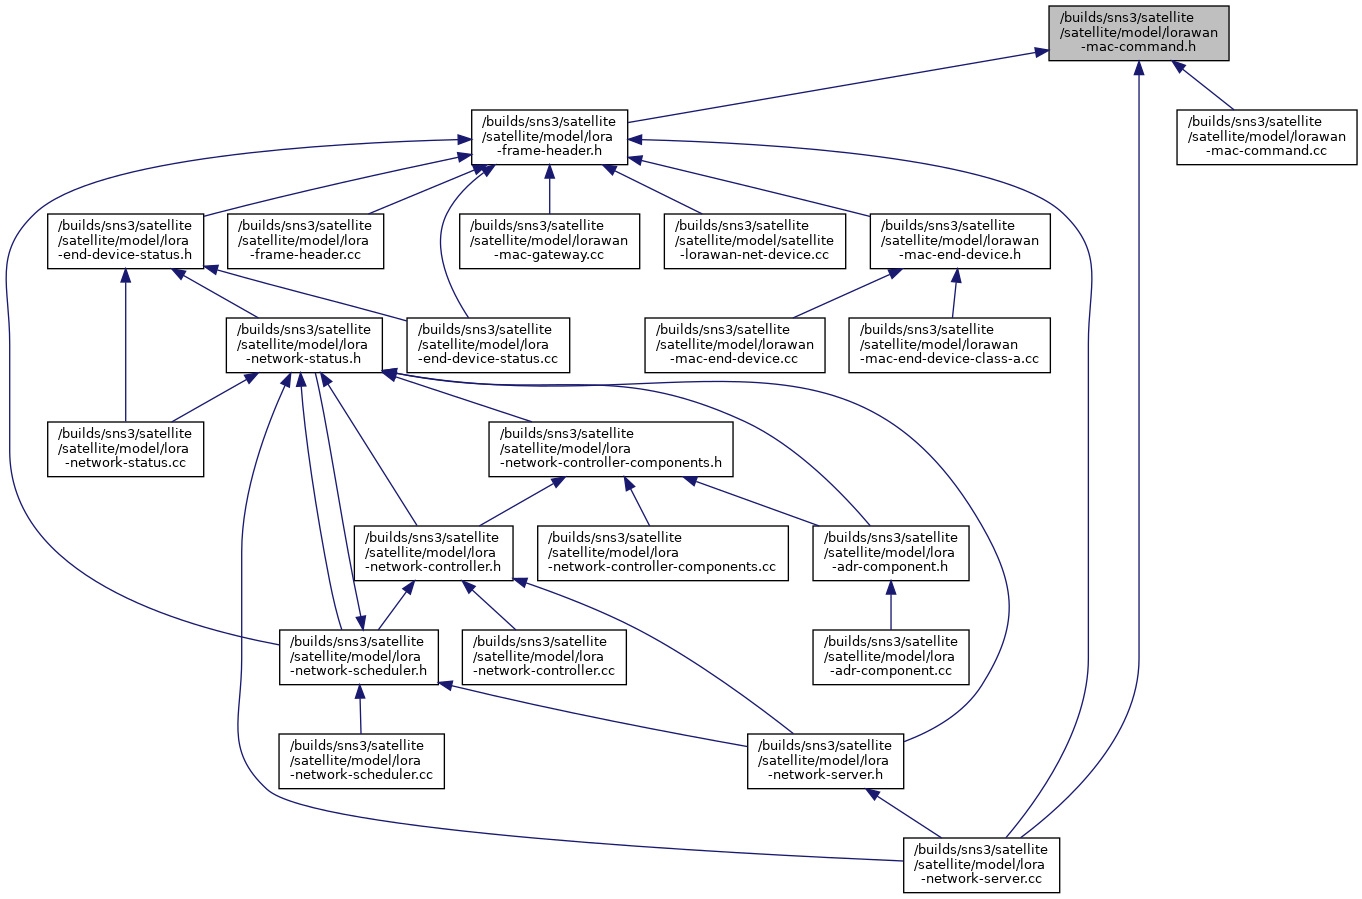 /builds/sns3/satellite
/satellite/model/lorawan
-mac-command.h
/builds/sns3/satellite
/satellite/model/lora
-frame-header.h
/builds/sns3/satellite
/satellite/model/lorawan
-mac-command.cc
/builds/sns3/satellite
/satellite/model/lora
-end-device-status.h
/builds/sns3/satellite
/satellite/model/lora
-frame-header.cc
/builds/sns3/satellite
/satellite/model/lorawan
-mac-gateway.cc
/builds/sns3/satellite
/satellite/model/satellite
-lorawan-net-device.cc
/builds/sns3/satellite
/satellite/model/lorawan
-mac-end-device.h
/builds/sns3/satellite
/satellite/model/lora
-network-status.h
/builds/sns3/satellite
/satellite/model/lora
-end-device-status.cc
/builds/sns3/satellite
/satellite/model/lorawan
-mac-end-device.cc
/builds/sns3/satellite
/satellite/model/lorawan
-mac-end-device-class-a.cc
/builds/sns3/satellite
/satellite/model/lora
-network-status.cc
/builds/sns3/satellite
/satellite/model/lora
-network-controller-components.h
/builds/sns3/satellite
/satellite/model/lora
-network-controller.h
/builds/sns3/satellite
/satellite/model/lora
-network-controller-components.cc
/builds/sns3/satellite
/satellite/model/lora
-adr-component.h
/builds/sns3/satellite
/satellite/model/lora
-network-scheduler.h
/builds/sns3/satellite
/satellite/model/lora
-network-controller.cc
/builds/sns3/satellite
/satellite/model/lora
-adr-component.cc
/builds/sns3/satellite
/satellite/model/lora
-network-scheduler.cc
/builds/sns3/satellite
/satellite/model/lora
-network-server.h
/builds/sns3/satellite
/satellite/model/lora
-network-server.cc